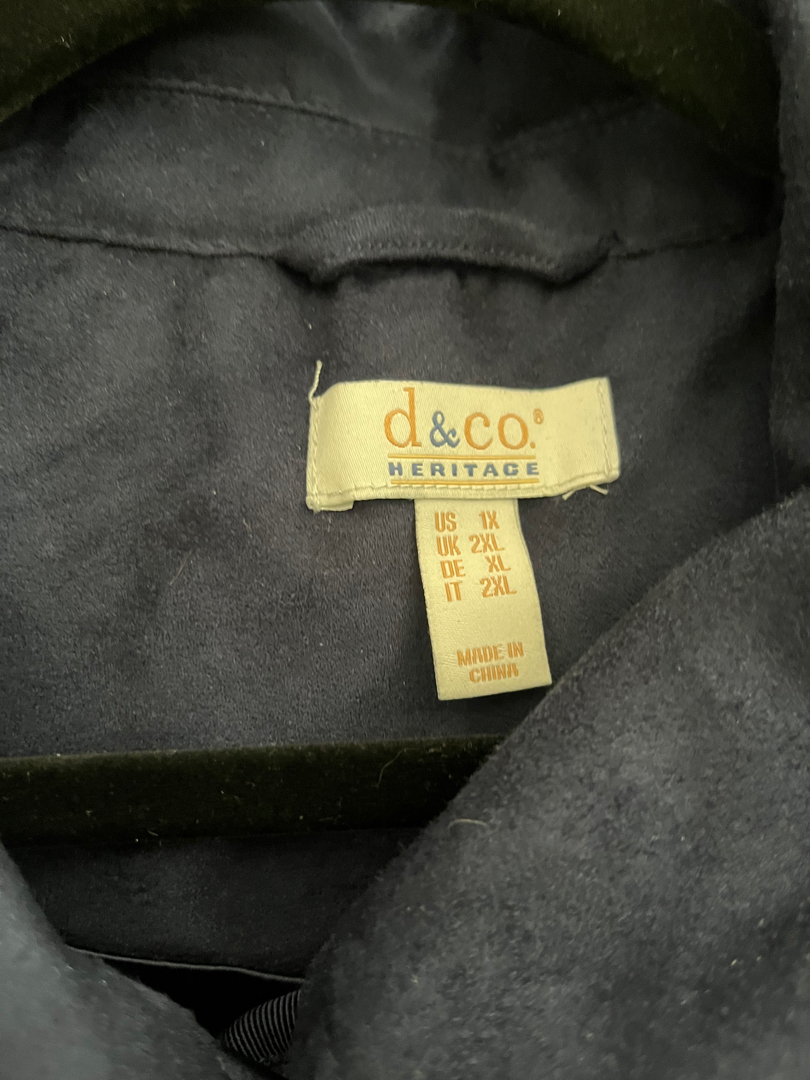 d&co.®
HERITAGE
US 1X
UK 2XL
DE XL
IT 2XL
MADE IN
CHINA